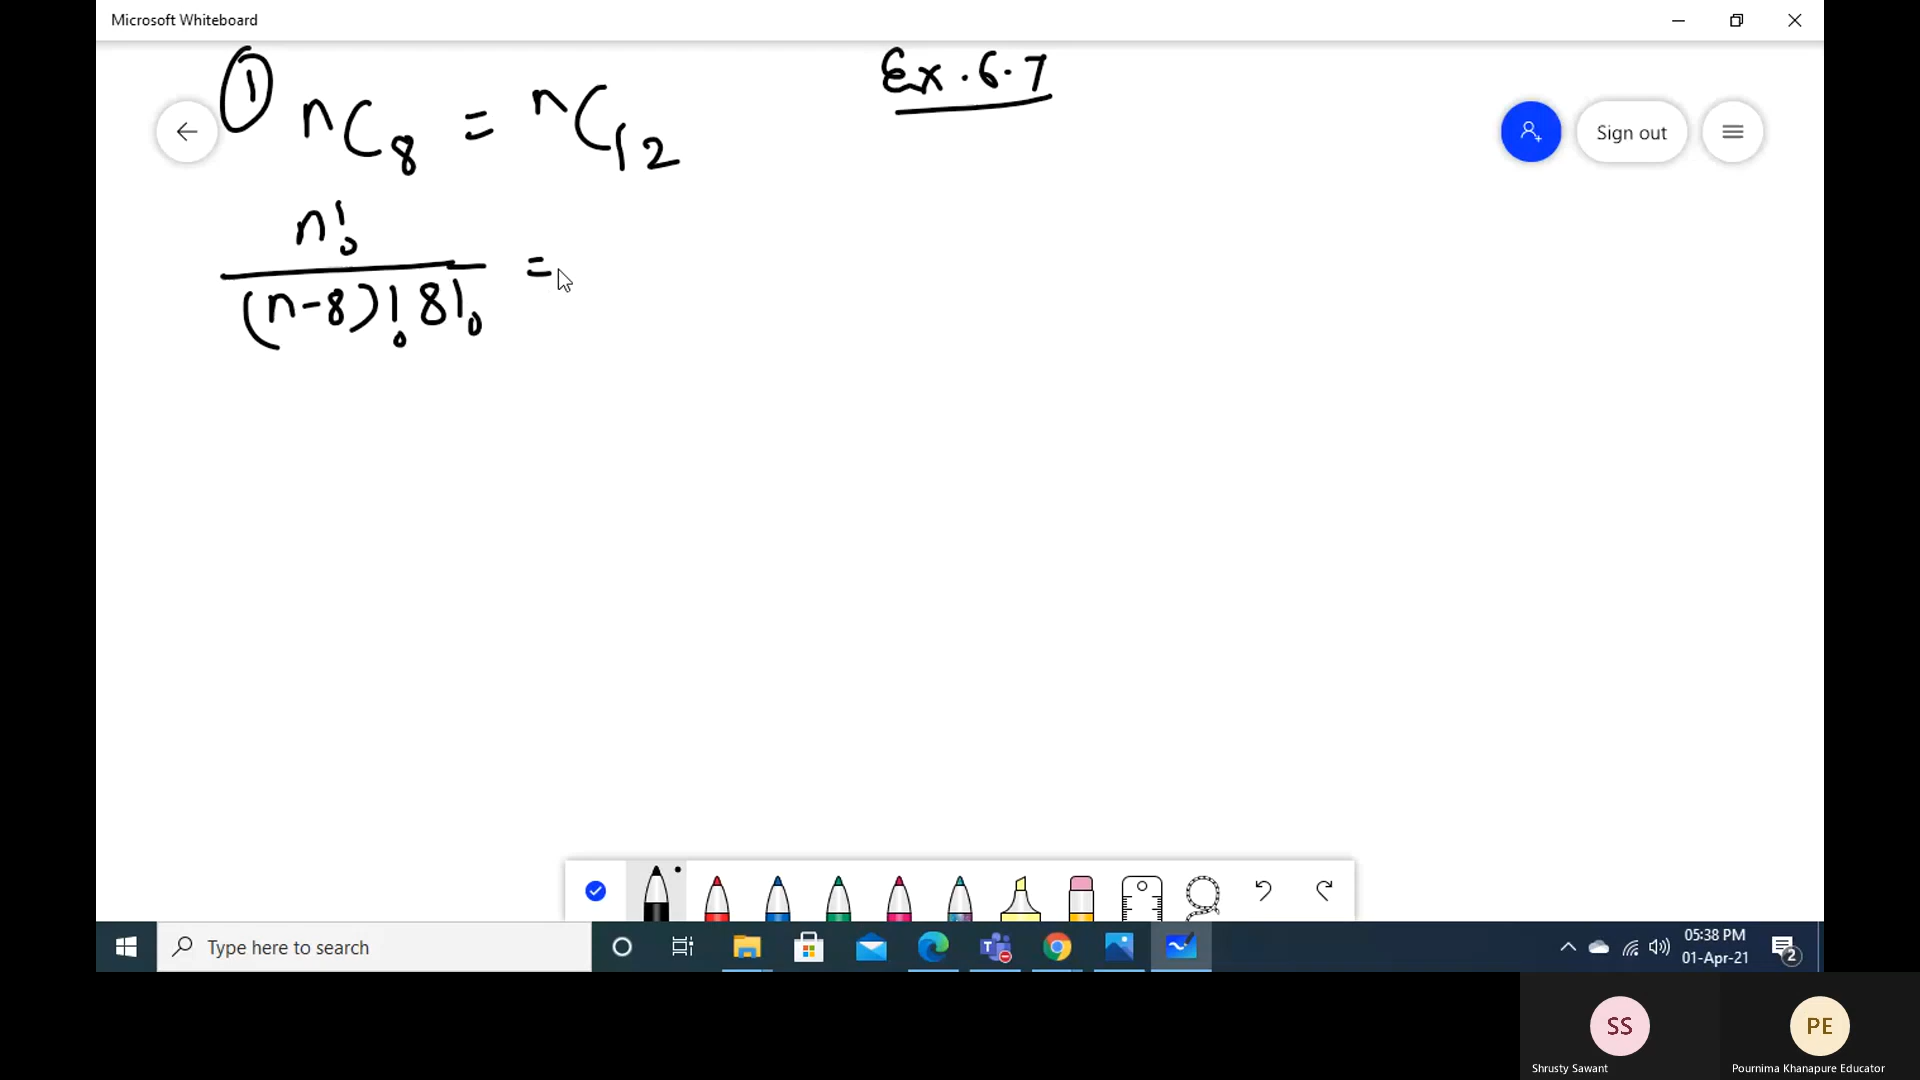 Microsoft Whiteboard
Ex. 6.7
① ⁿC₈ = ⁿC₁₂
n!
(n-8)! 8! =
Sign out
Type here to search
05:38 PM
01-Apr-21
2
SS
PE
Shrusty Sawant
Pournima Khanapure Educator